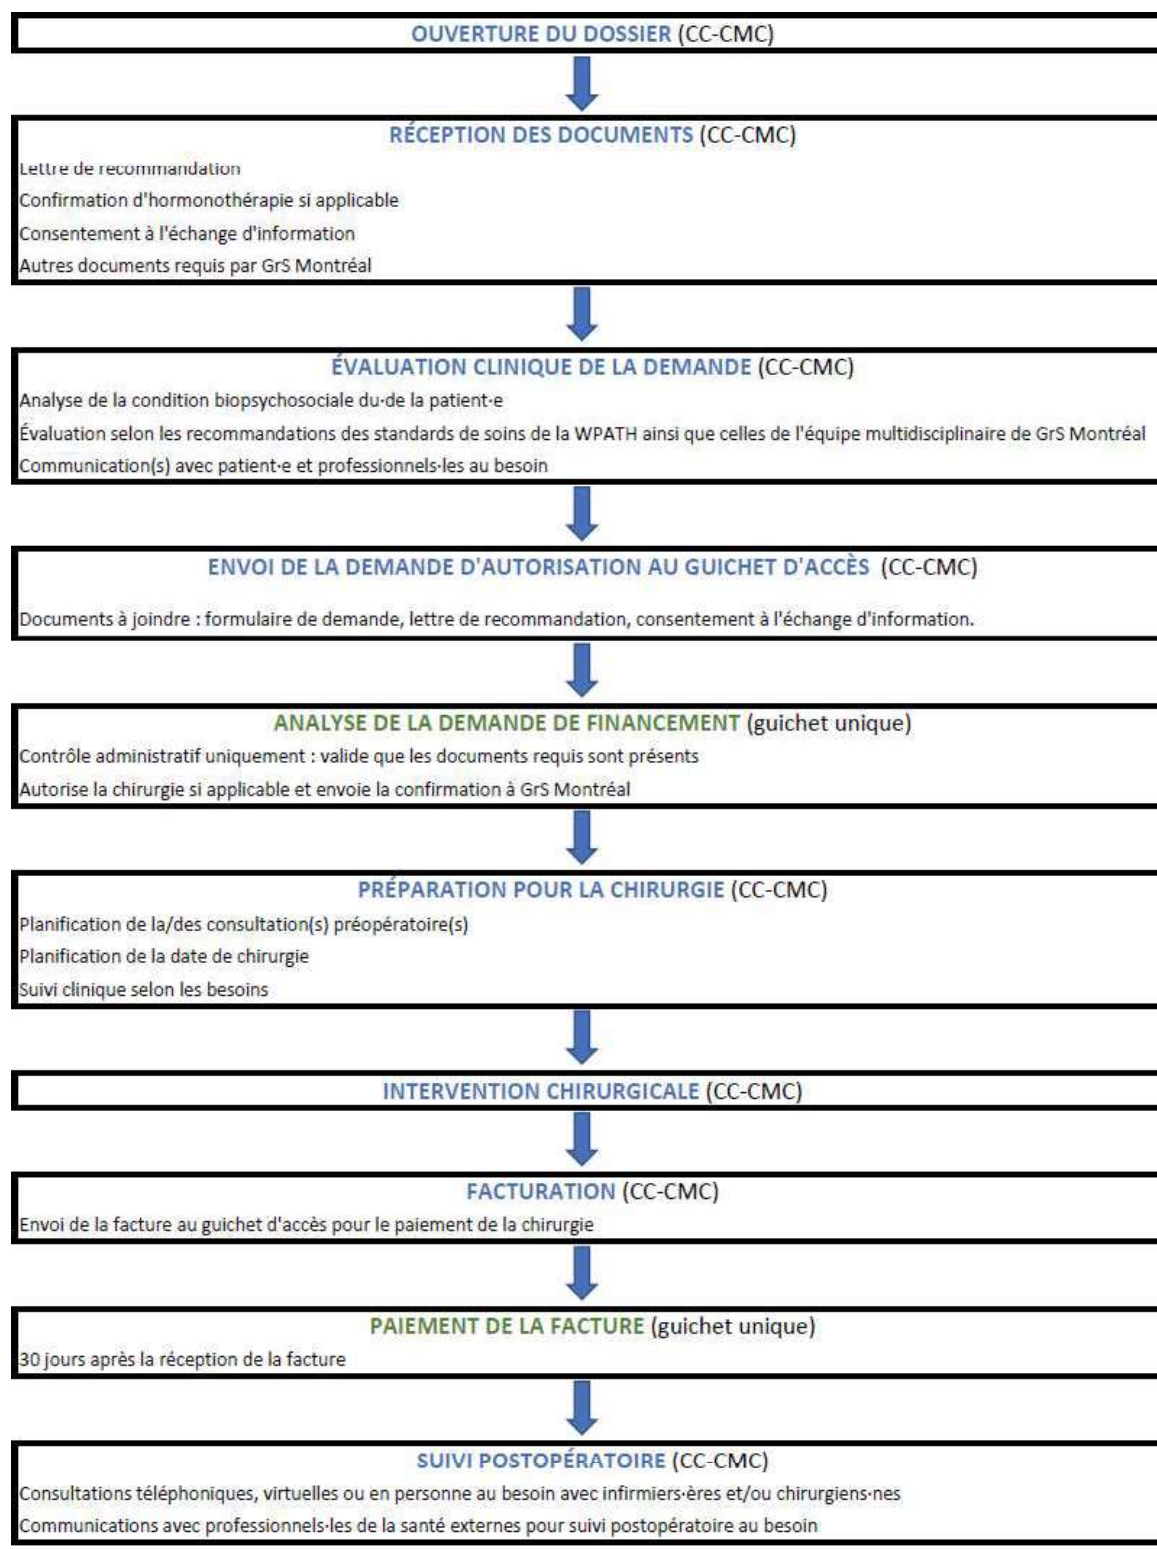 OUVERTURE DU DOSSIER (CC-CMC)
RÉCEPTION DES DOCUMENTS (CC-CMC)
Lettre de recommandation
Confirmation d'hormonothérapie si applicable
Consentement à l'échange d'information
Autres documents requis par GrS Montréal
ÉVALUATION CLINIQUE DE LA DEMANDE (CC-CMC)
Analyse de la condition biopsychosociale du·de la patient·e
Évaluation selon les recommandations des standards de soins de la WPATH ainsi que celles de l'équipe multidisciplinaire de GrS Montréal
Communication(s) avec patient·e et professionnels·les au besoin
ENVOI DE LA DEMANDE D'AUTORISATION AU GUICHET D'ACCÈS (CC-CMC)
Documents à joindre : formulaire de demande, lettre de recommandation, consentement à l'échange d'information.
ANALYSE DE LA DEMANDE DE FINANCEMENT (guichet unique)
Contrôle administratif uniquement : valide que les documents requis sont présents
Autorise la chirurgie si applicable et envoie la confirmation à GrS Montréal
PRÉPARATION POUR LA CHIRURGIE (CC-CMC)
Planification de la/des consultation(s) préopératoire(s)
Planification de la date de chirurgie
Suivi clinique selon les besoins
INTERVENTION CHIRURGICALE (CC-CMC)
FACTURATION (CC-CMC)
Envoi de la facture au guichet d'accès pour le paiement de la chirurgie
PAIEMENT DE LA FACTURE (guichet unique)
30 jours après la réception de la facture
SUIVI POSTOPÉRATOIRE (CC-CMC)
Consultations téléphoniques, virtuelles ou en personne au besoin avec infirmiers·ères et/ou chirurgiens·nes
Communications avec professionnels·les de la santé externes pour suivi postopératoire au besoin